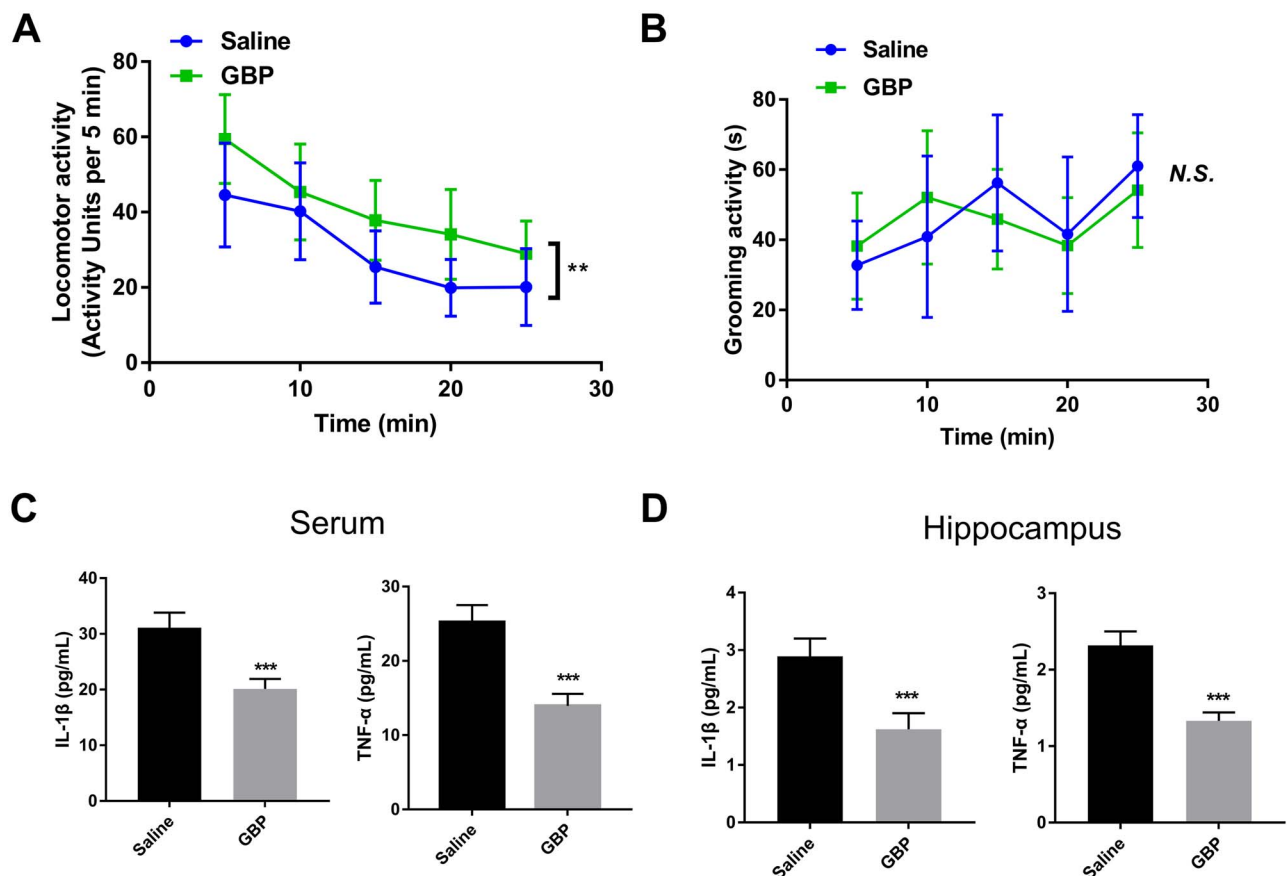 A
Saline
GBP
Locomotor activity
(Activity Units per 5 min)
80
60
40
20
0
0
10
20
30
Time (min)
**
B
Saline
GBP
Grooming activity (s)
80
60
40
20
0
0
10
20
30
Time (min)
N.S.
C
Serum
IL-1β (pg/mL)
40
30
20
10
0
***
Saline
GBP
TNF-α (pg/mL)
30
20
10
0
***
Saline
GBP
D
Hippocampus
IL-1β (pg/mL)
4
3
2
1
0
***
Saline
GBP
TNF-α (pg/mL)
3
2
1
0
***
Saline
GBP